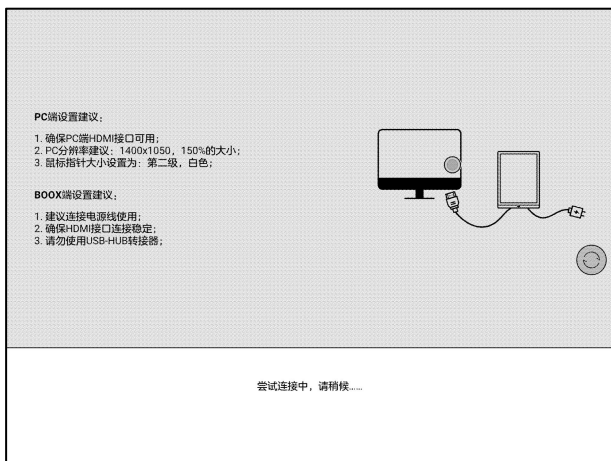 PC端设置建议：
1. 确保PC端HDMI接口可用；
2. PC分辨率建议：1400x1050，150%的大小；
3. 鼠标指针大小设置为：第二级，白色；
BOOX端设置建议：
1. 建议连接电源线使用；
2. 确保HDMI接口连接稳定；
3. 请勿使用USB-HUB转接器；
尝试连接中，请稍候......